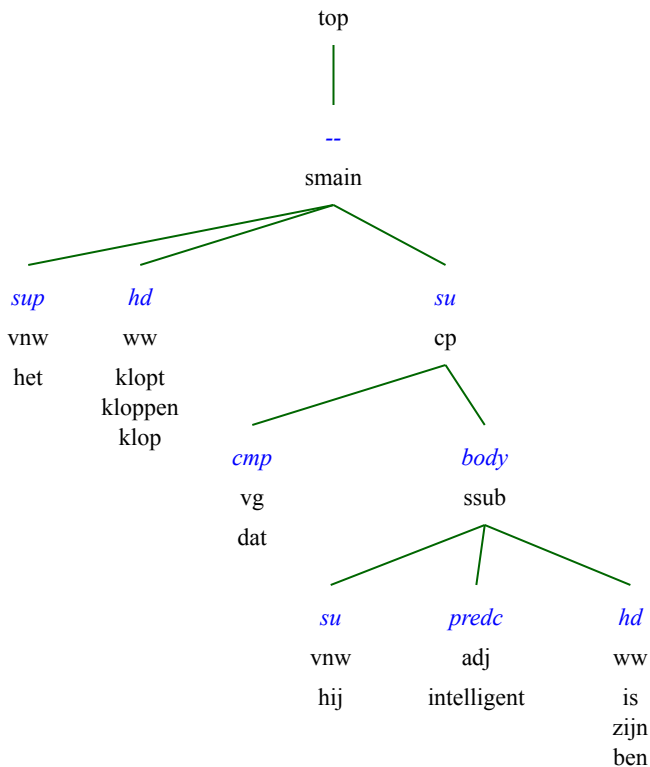 top
--
smain
sup hd su
vnw ww cp
het klopt
kloppen
klop
cmp body
vg ssub
dat
su predc hd
vnw adj ww
hij intelligent is
zijn
ben